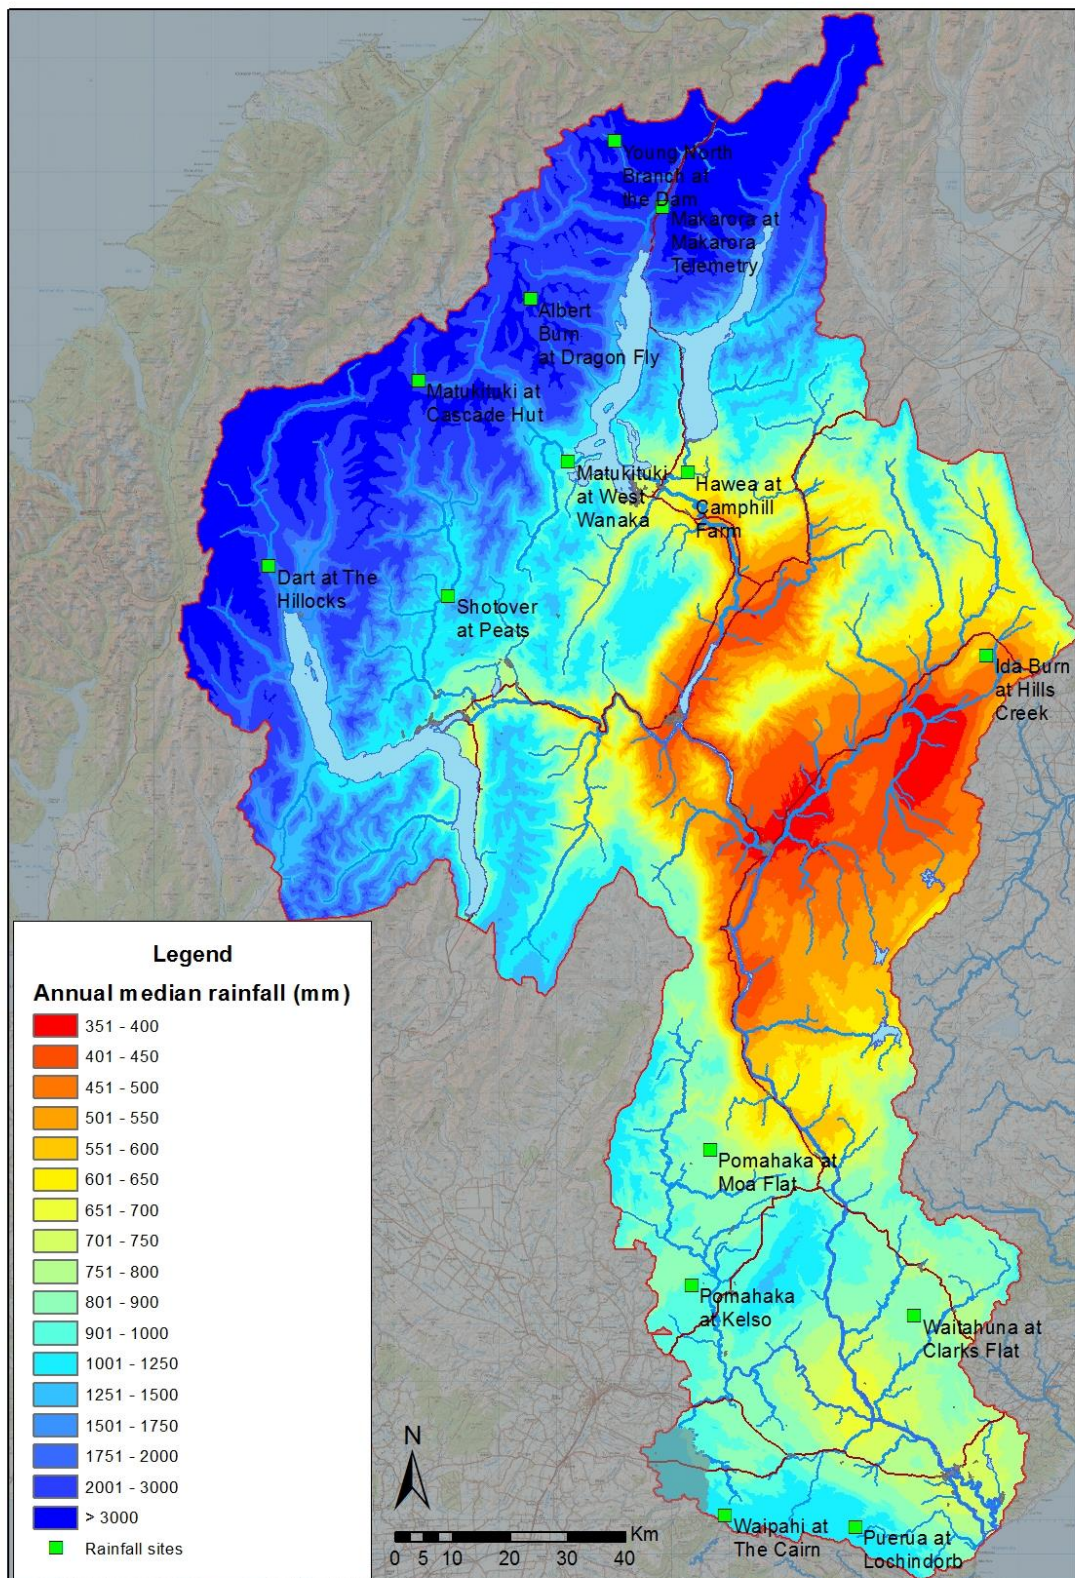 Young North
Branch at
the Dam
Makarora at
Makarora
Telemetry
Albert
Burn
at Dragon Fly
Matukituki at
Cascade Hut
Matukituki
at West
Wanaka
Hawea at
Camphill
Farm
Dart at The
Hillocks
Shotover
at Peats
Ida Burn
at Hills
Creek
Legend
Annual median rainfall (mm)
351 - 400
401 - 450
451 - 500
501 - 550
551 - 600
601 - 650
651 - 700
701 - 750
751 - 800
801 - 900
901 - 1000
1001 - 1250
1251 - 1500
1501 - 1750
1751 - 2000
2001 - 3000
> 3000
Rainfall sites
Pomahaka at
Moa Flat
Pomahaka
at Kelso
Waitahuna at
Clarks Flat
Waipahi at
The Cairn
Puerua at
Lochindorb
N
Km
0 5 10 20 30 40